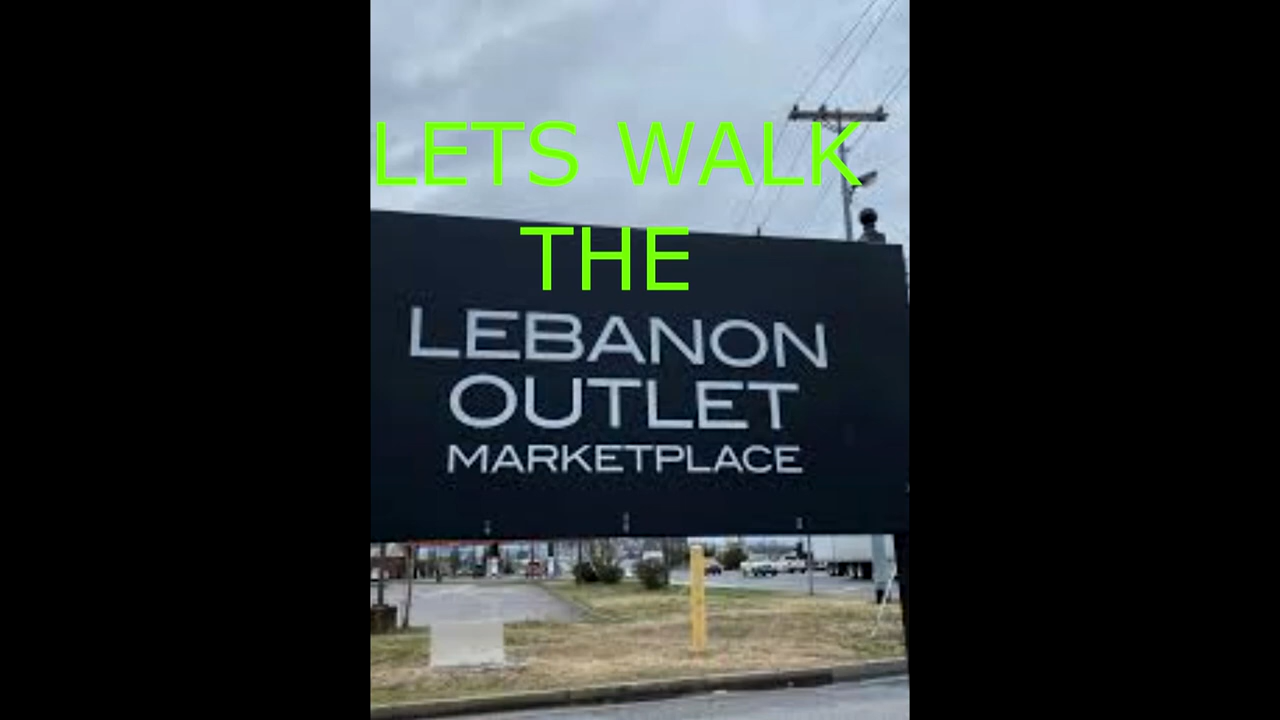 LETS WALK
THE
LEBANON
OUTLET
MARKETPLACE